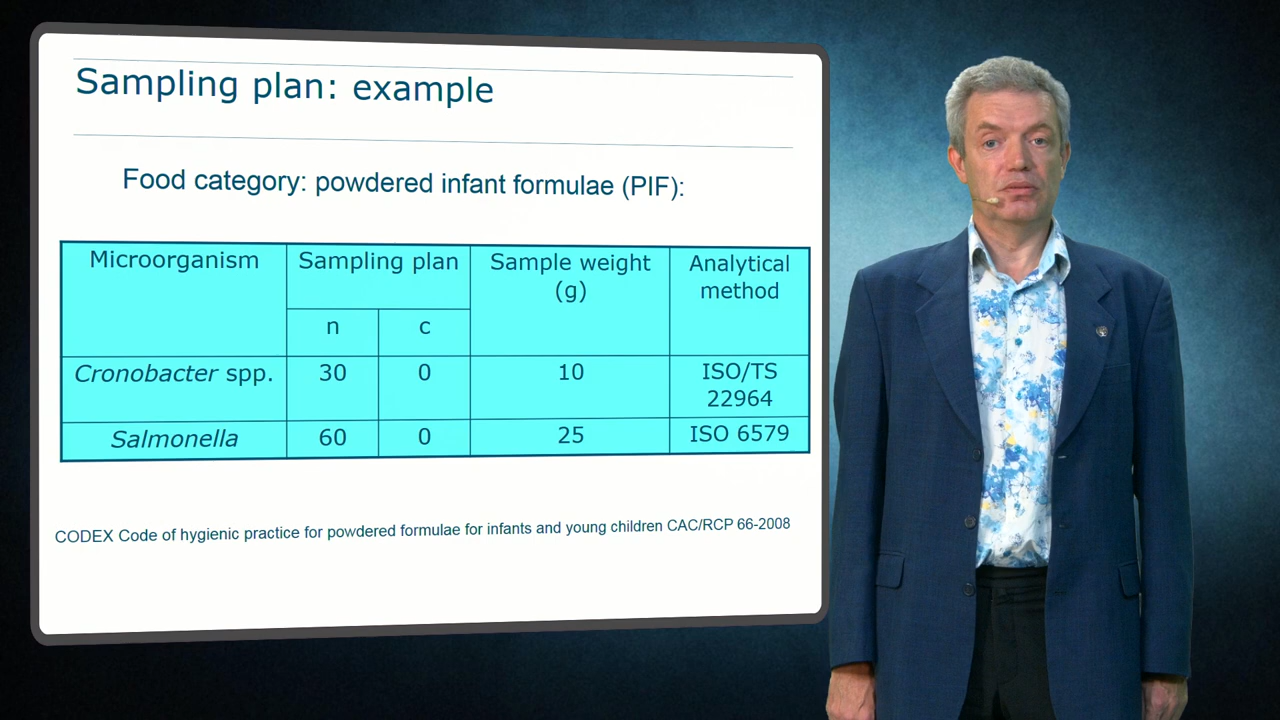 Sampling plan: example
Food category: powdered infant formulae (PIF):
Microorganism Sampling plan Sample weight (g) Analytical method
n c
Cronobacter spp. 30 0 10 ISO/TS 22964
Salmonella 60 0 25 ISO 6579
CODEX Code of hygienic practice for powdered formulae for infants and young children CAC/RCP 66-2008